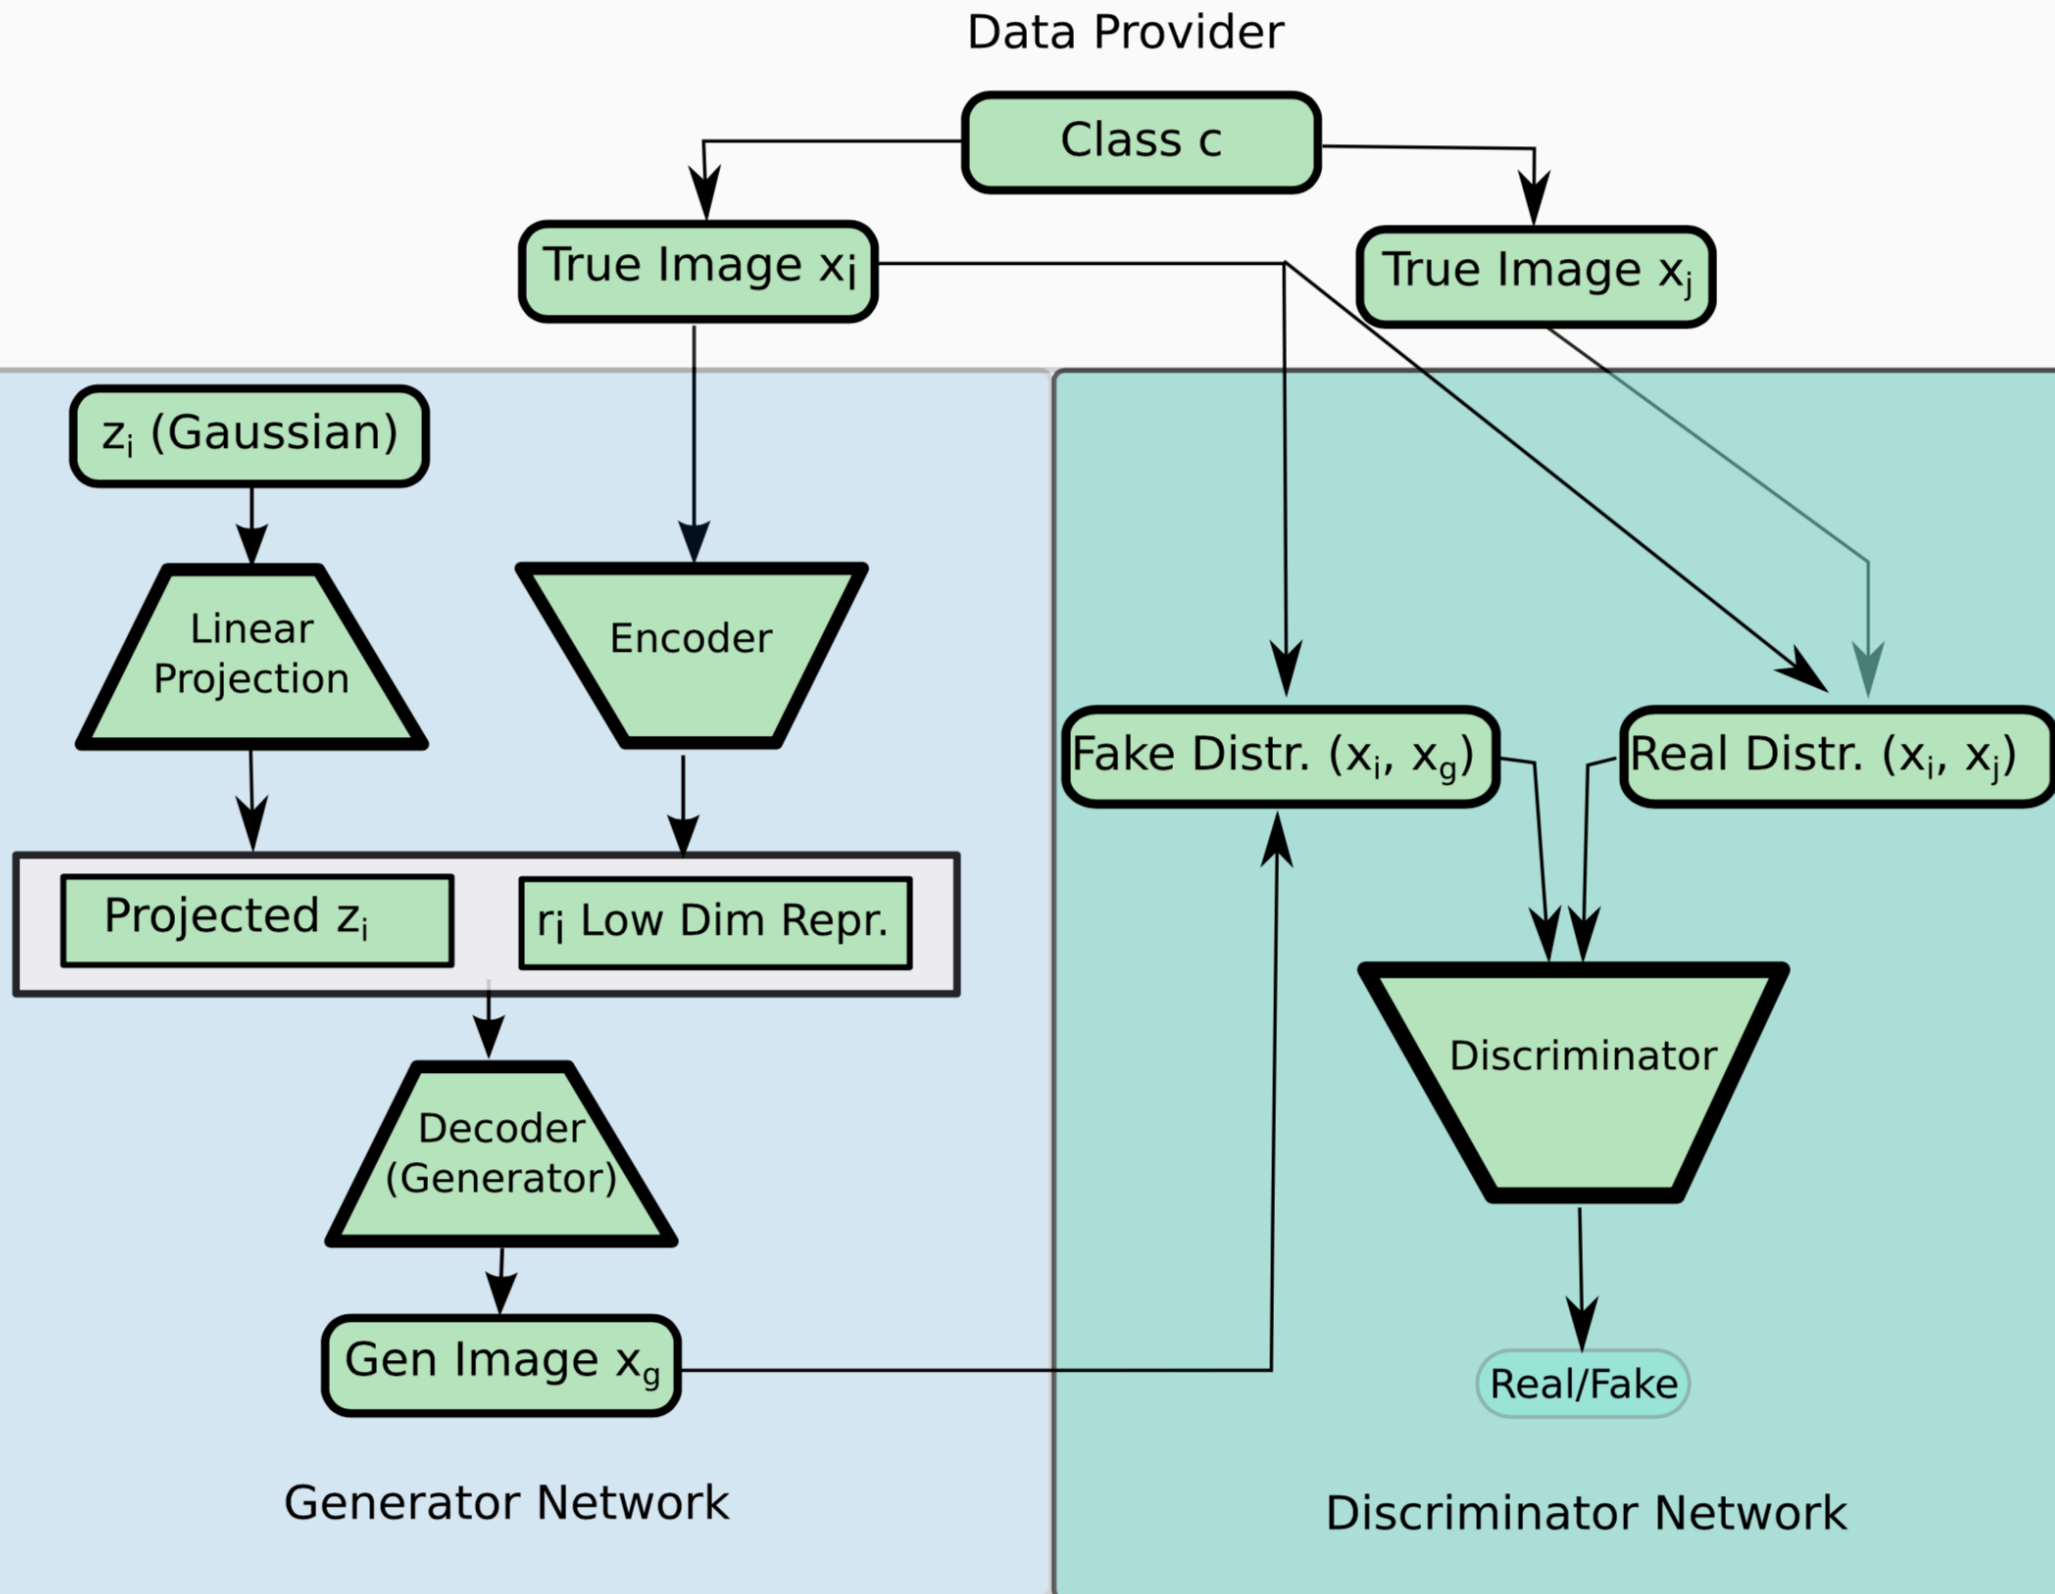 Data Provider
Class c
True Image xi
True Image xj
zi (Gaussian)
Linear
Projection
Encoder
Projected zi
ri Low Dim Repr.
Decoder
(Generator)
Gen Image xg
Generator Network
Fake Distr. (xi, xg)
Real Distr. (xi, xj)
Discriminator
Real/Fake
Discriminator Network